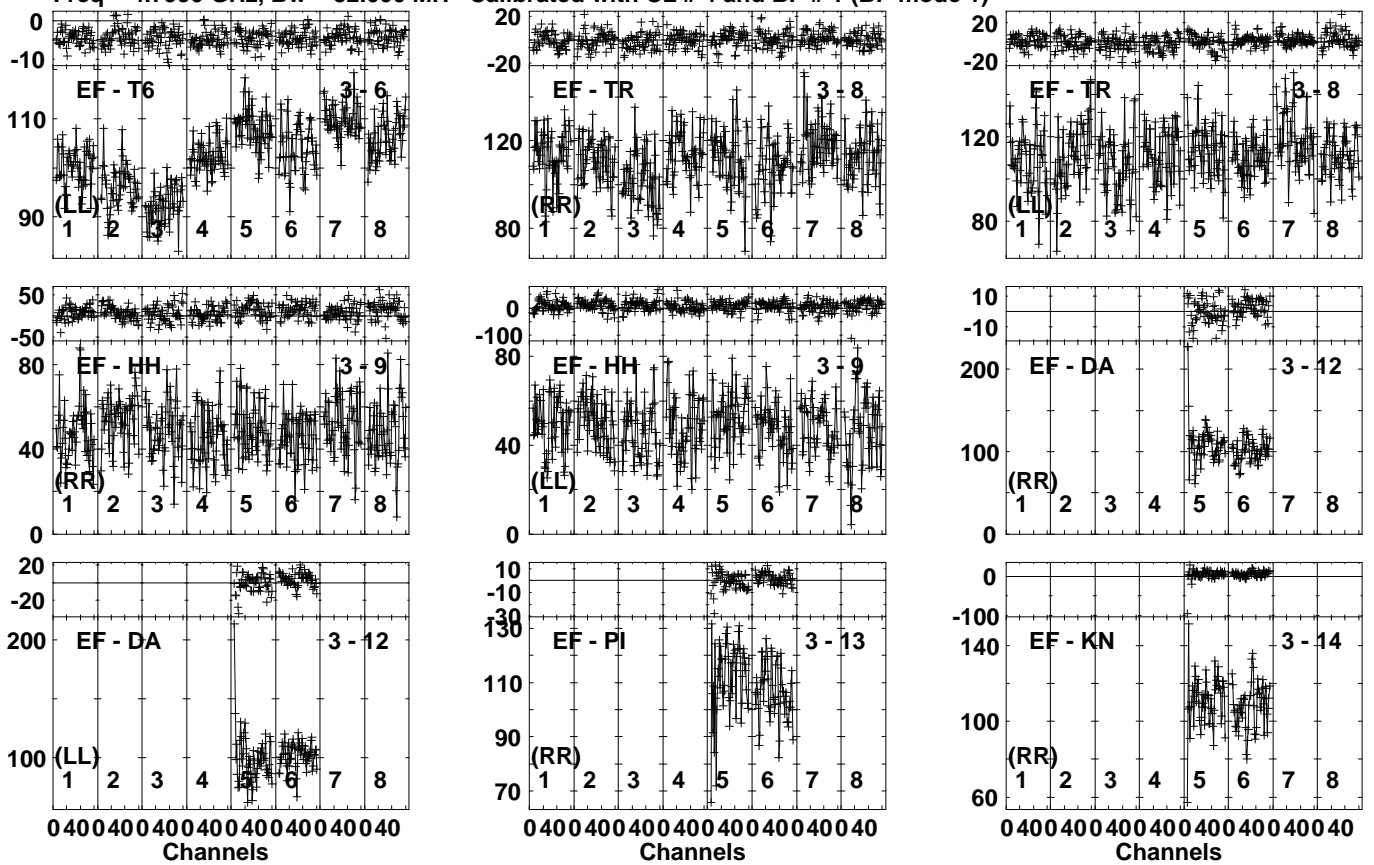 Calibrated with CL # 4 and BP # 1 (BP mode 1)
0
-10
EF - T6 3 - 6
110
90
(LL)
1 2 3 4 5 6 7 8
20
-20
EF - TR 3 - 8
120
80
(RR)
1 2 3 4 5 6 7 8
20
-20
EF - TR 3 - 8
120
80
(LL)
1 2 3 4 5 6 7 8
50
-50
EF - HH 3 - 9
80
40
0
(RR)
1 2 3 4 5 6 7 8
0
-100
EF - HH 3 - 9
80
40
0
(LL)
1 2 3 4 5 6 7 8
10
-10
EF - DA 3 - 12
200
100
0
(RR)
1 2 3 4 5 6 7 8
20
-20
EF - DA 3 - 12
200
100
(LL)
1 2 3 4 5 6 7 8
0 40 0 40 0 40 0 40 0 40 0 40 0 40 0 40
Channels
10
-10
-30
EF - PI 3 - 13
130
110
90
70
(RR)
1 2 3 4 5 6 7 8
0 40 0 40 0 40 0 40 0 40 0 40 0 40 0 40
Channels
0
-100
EF - KN 3 - 14
140
100
60
(RR)
1 2 3 4 5 6 7 8
0 40 0 40 0 40 0 40 0 40 0 40 0 40 0 40
Channels